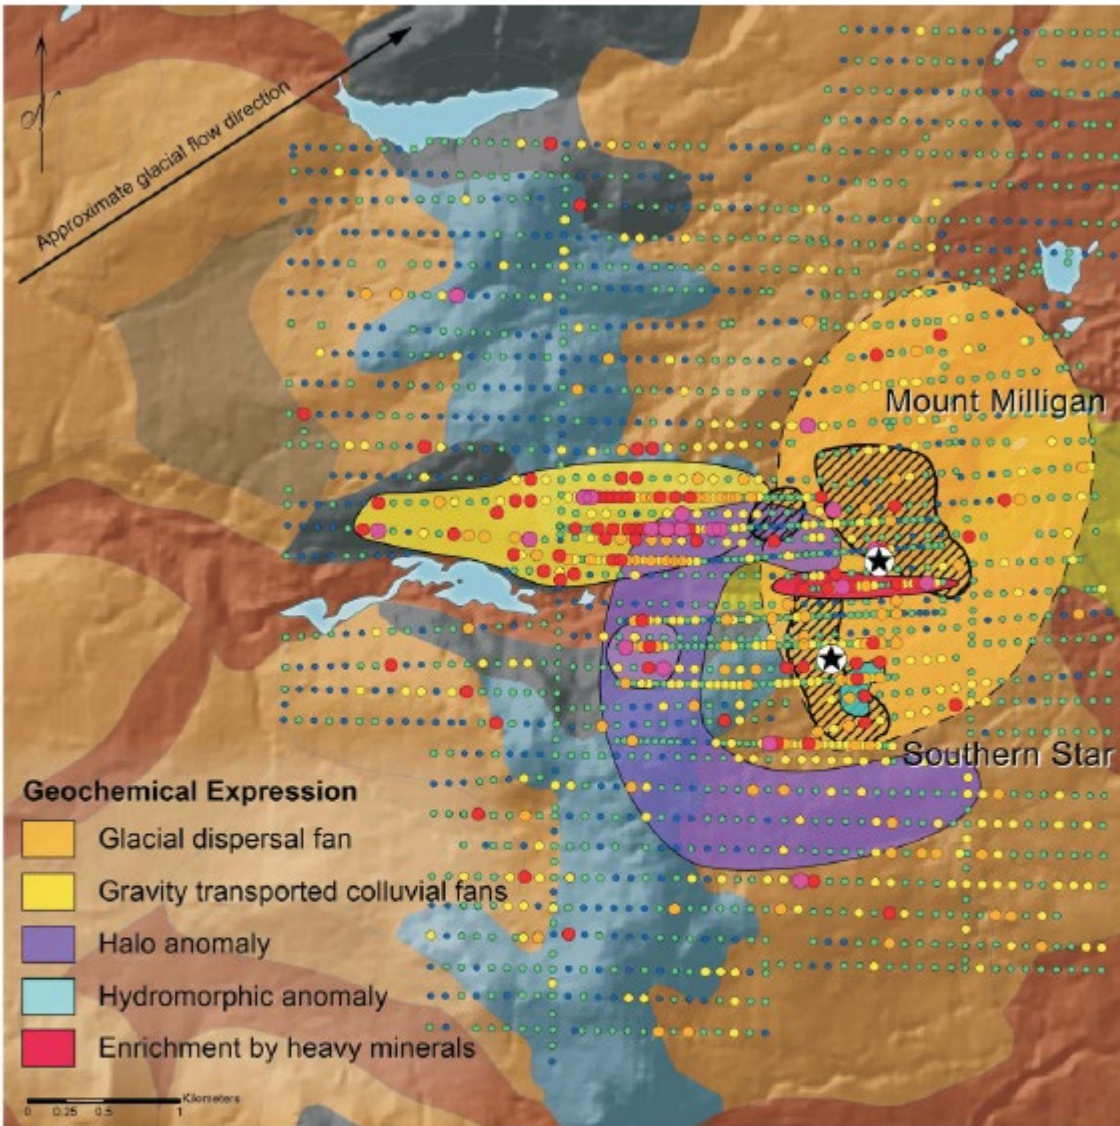 Approximate glacial flow direction
Mount Milligan
Southern Star
Geochemical Expression
Glacial dispersal fan
Gravity transported colluvial fans
Halo anomaly
Hydromorphic anomaly
Enrichment by heavy minerals
Kilometers
0 0.25 0.5 1